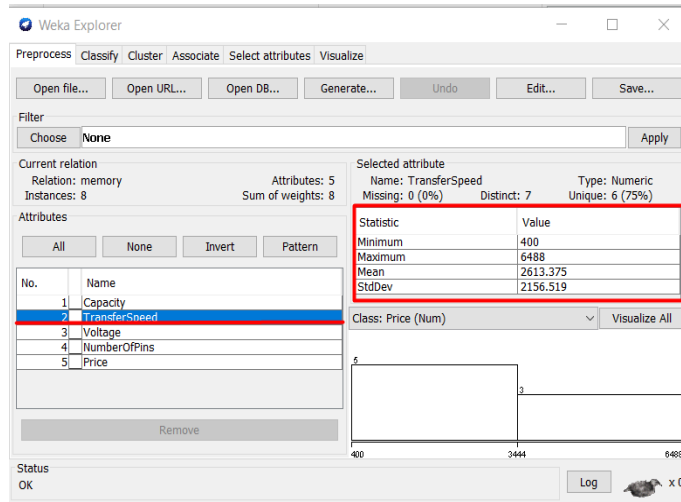 Weka Explorer
Preprocess Classify Cluster Associate Select attributes Visualize
Open file... Open URL... Open DB... Generate... Undo Edit... Save...
Filter
Choose None Apply
Current relation
Relation: memory Attributes: 5
Instances: 8 Sum of weights: 8
Attributes
All None Invert Pattern
No. Name
1 Capacity
2 TransferSpeed
3 Voltage
4 NumberOfPins
5 Price
Remove
Selected attribute
Name: TransferSpeed Type: Numeric
Missing: 0 (0%) Distinct: 7 Unique: 6 (75%)
Statistic Value
Minimum 400
Maximum 6488
Mean 2613.375
StdDev 2156.519
Class: Price (Num) Visualize All
5
3
400 3444 6488
Status
OK
Log x 0